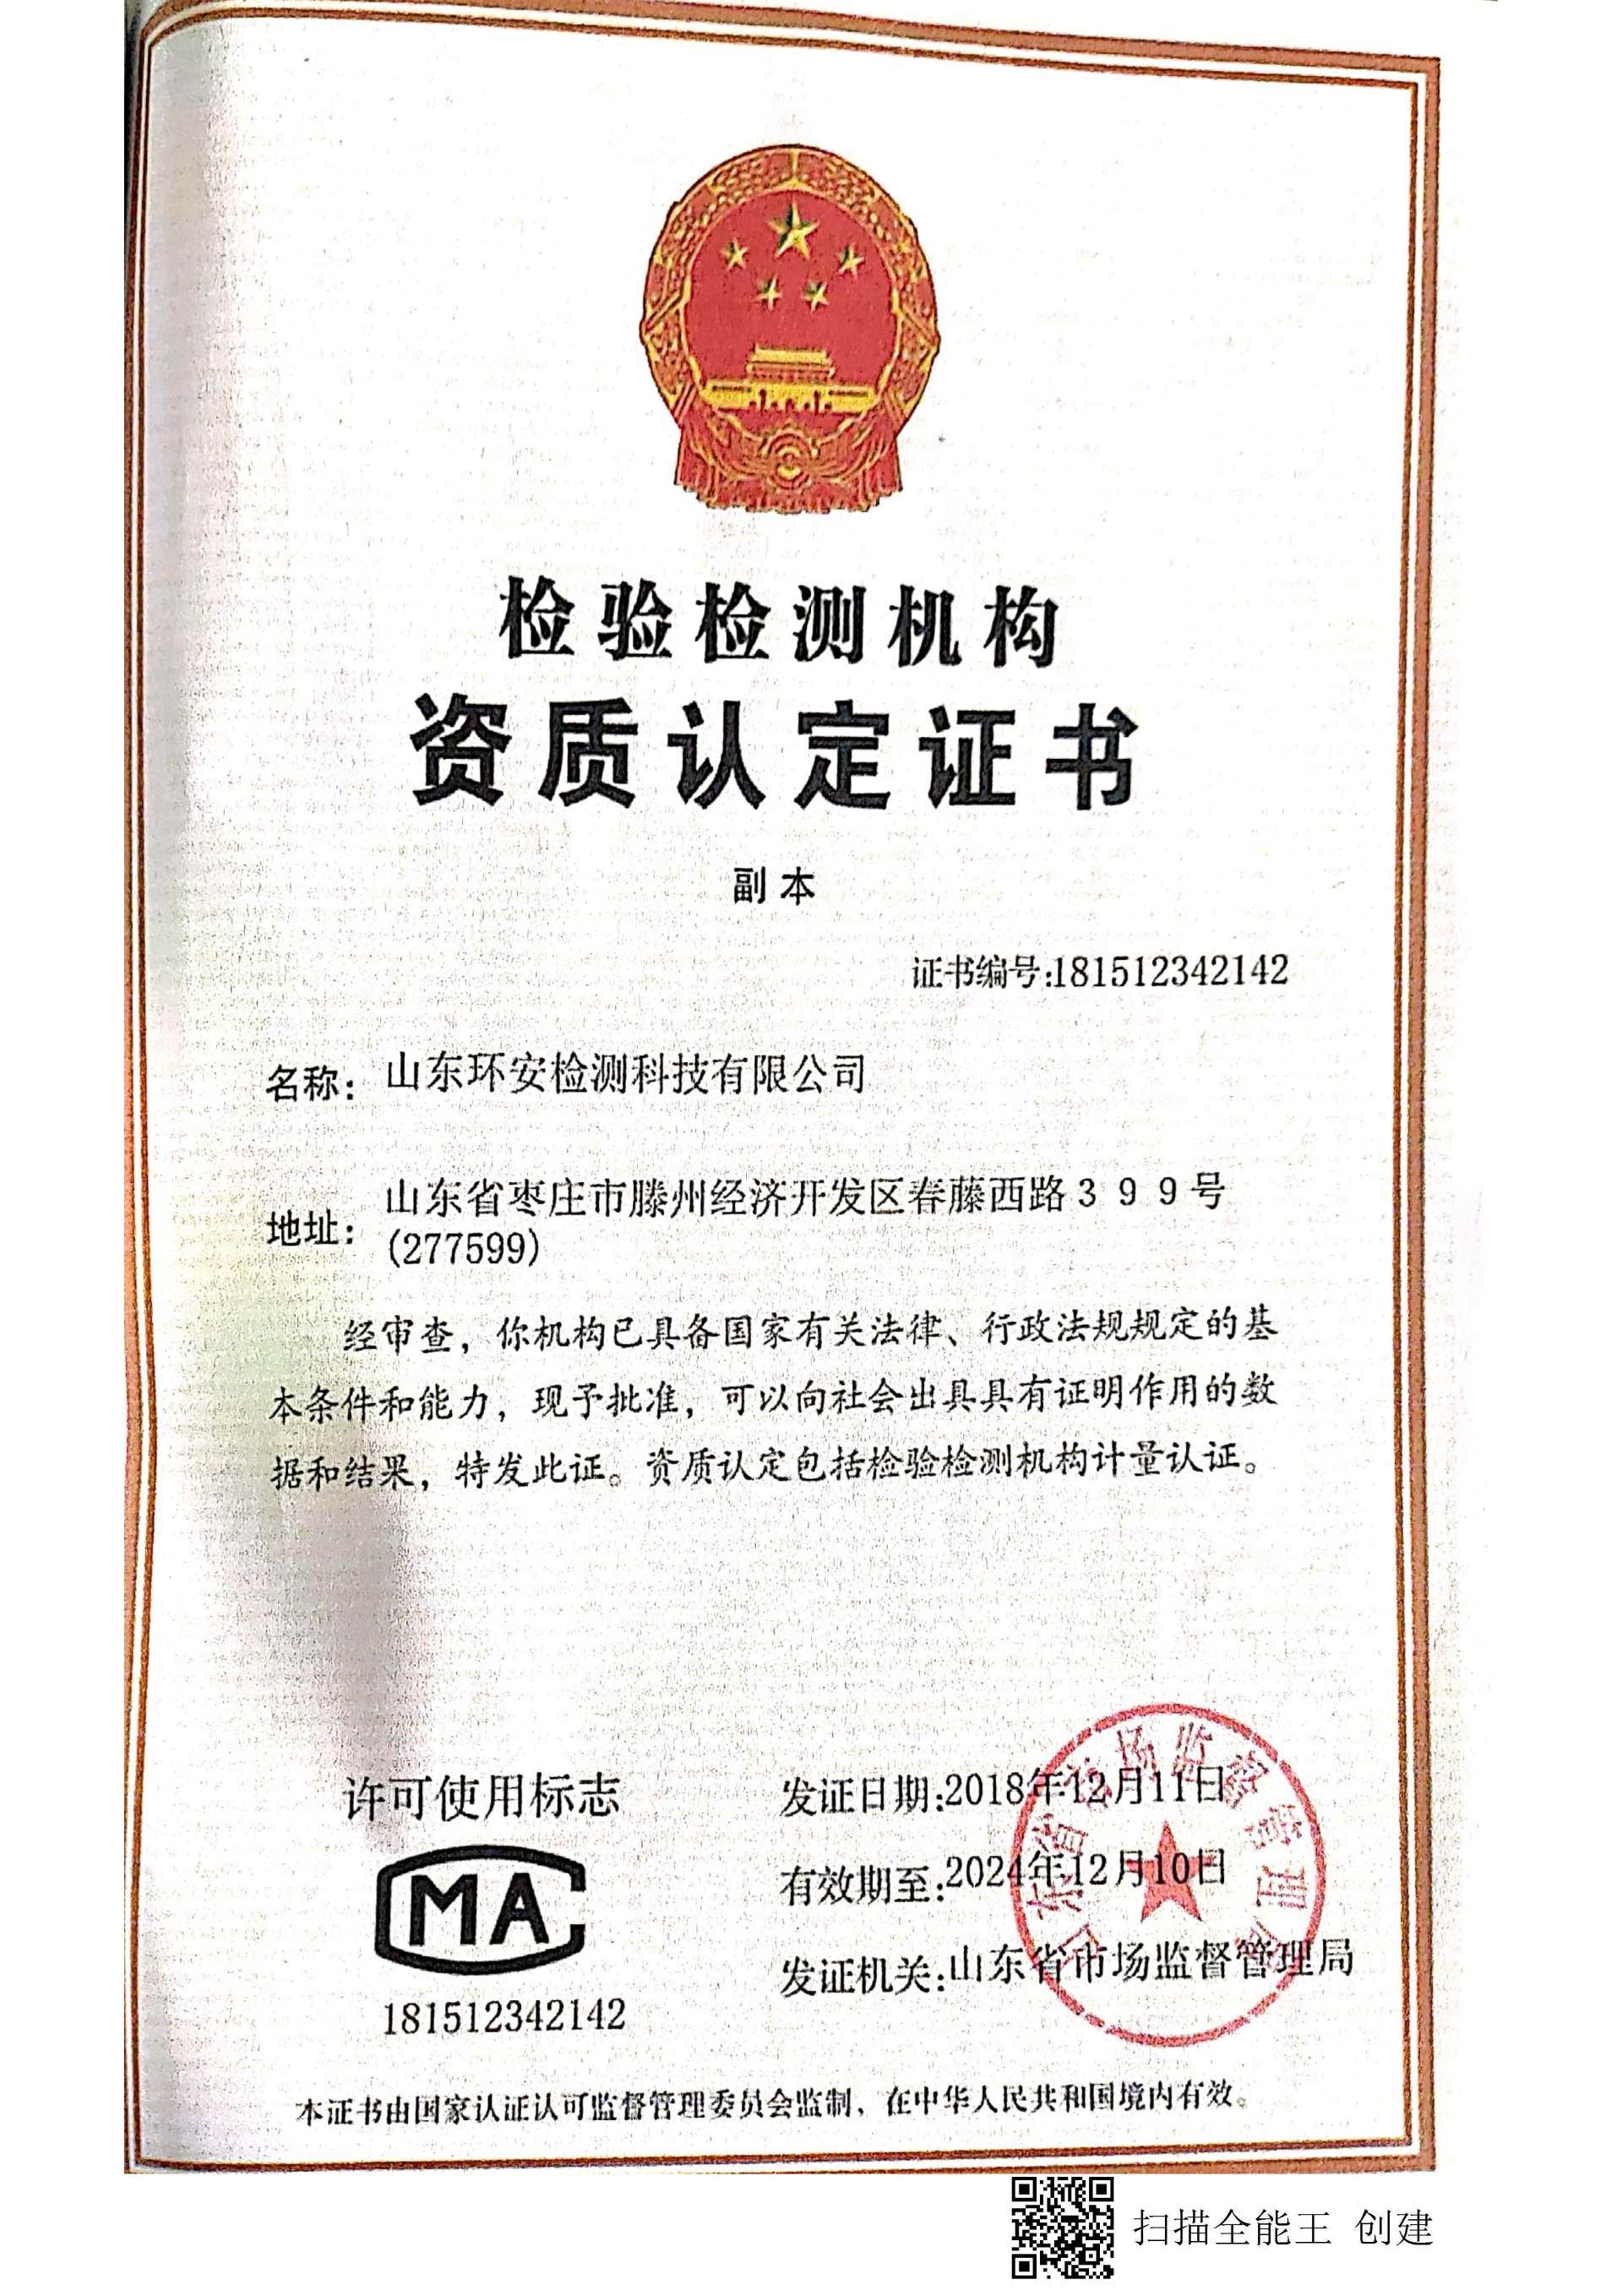 检验检测机构
资质认定证书
副本
证书编号:181512342142
名称: 山东环安检测科技有限公司
地址: 山东省枣庄市滕州经济开发区春藤西路399号
(277599)
经审查，你机构已具备国家有关法律、行政法规规定的基
本条件和能力，现予批准，可以向社会出具具有证明作用的数
据和结果，特发此证。资质认定包括检验检测机构计量认证。
许可使用标志
MA
181512342142
发证日期:2018年12月11日
有效期至:2024年12月10日
发证机关:山东省市场监督管理局
山东省市场监督管理局
本证书由国家认证认可监督管理委员会监制，在中华人民共和国境内有效。
扫描全能王 创建